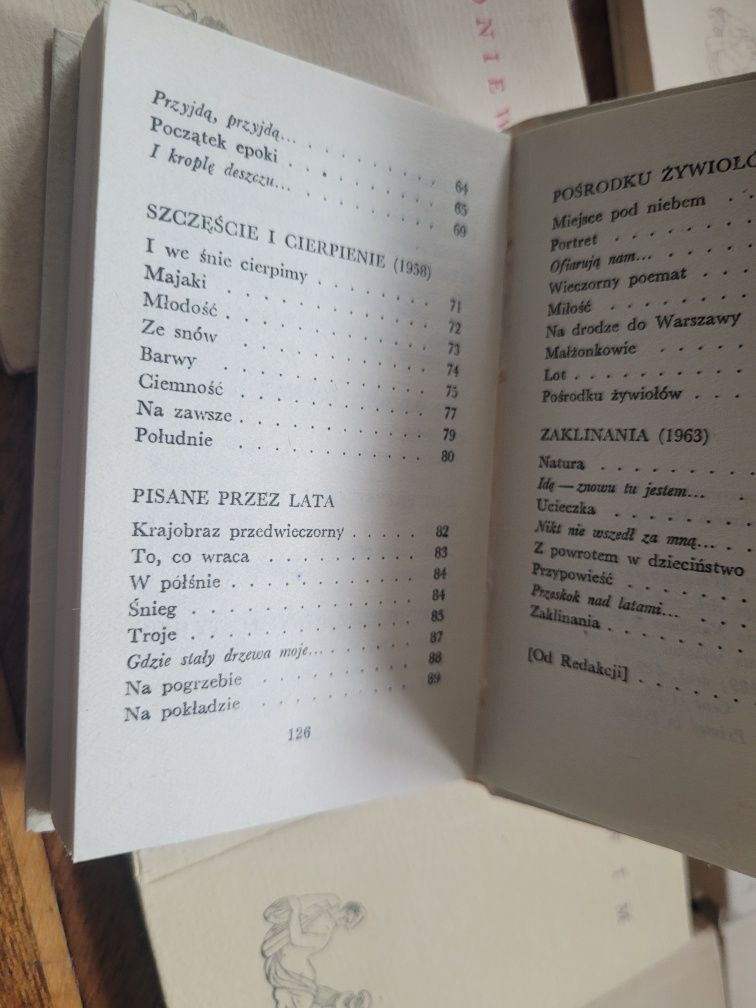 Przyjdą, przyjdą... . . . . . . . 64
Początek epoki . . . . . . . 65
I kroplę deszczu... . . . . . . . 69
SZCZĘŚCIE I CIERPIENIE (1958)
I we śnie cierpimy . . . . . . . 71
Majaki . . . . . . . . . . 72
Młodość . . . . . . . . . . 73
Ze snów . . . . . . . . . . 74
Barwy . . . . . . . . . . 75
Ciemność . . . . . . . . . 77
Na zawsze . . . . . . . . . 79
Południe . . . . . . . . . 80
PISANE PRZEZ LATA
Krajobraz przedwieczorny . . . . . 82
To, co wraca . . . . . . . . 83
W półśnie . . . . . . . . . 84
Śnieg . . . . . . . . . . 84
Troje . . . . . . . . . . 85
Gdzie stały drzewa moje... . . . . . 87
Na pogrzebie . . . . . . . . 88
Na pokładzie . . . . . . . . 89
126
POŚRODKU ŻYWIOŁÓ
Miejsce pod niebem . .
Portret . . . . . . .
Ofiarują nam... . . . . .
Wieczorny poemat . . .
Miłość . . . . . . .
Na drodze do Warszawy
Małżonkowie . . . .
Lot . . . . . . . .
Pośrodku żywiołów . . .
ZAKLINANIA (1963)
Natura . . . . . . .
Idę — znowu tu jestem... . .
Ucieczka . . . . . . .
Nikt nie wszedł za mną... . .
Z powrotem w dzieciństwo
Przypowieść . . . . . .
Przeskok nad latami... . . .
Zaklinania . . . . . . .
[Od Redakcji] . . . . . .